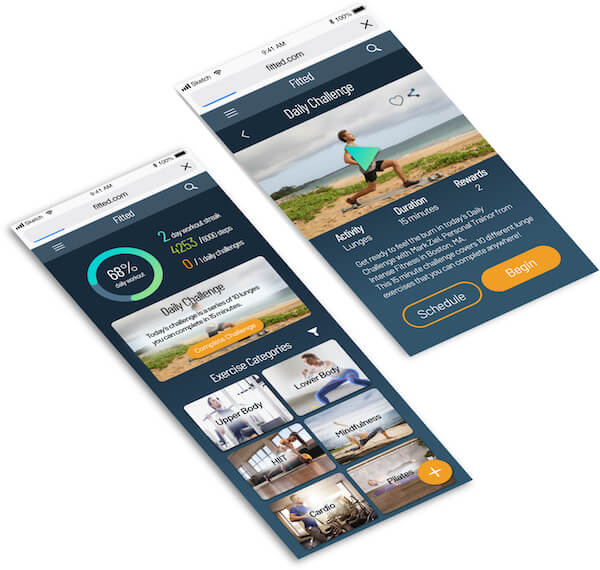 Sketch
9:41 AM
100%
fitted.com
Fitted
68%
daily workout
2 day workout streak
4253 / 6000 steps
0 / 1 daily challenges
Daily Challenge
Today's challenge is a series of 10 lunges
you can complete in 15 minutes.
Complete Challenge
Exercise Categories
Upper Body
Lower Body
HIIT
Mindfulness
Cardio
Pilates
+
Sketch
9:41 AM
100%
fitted.com
Fitted
Daily Challenge
Activity
Lunges
Duration
15 minutes
Rewards
2
Get ready to feel the burn in today's Daily
Challenge with Mark Ziel, Personal Trainor from
Intense Fitness in Boston, MA.
This 15 minute challenge covers 10 different lunge
exercises that you can complete anywhere!
Schedule
Begin